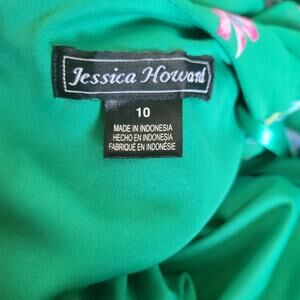 Jessica Howard
10
MADE IN INDONESIA
HECHO EN INDONESIA
FABRIQUÉ EN INDONÉSIE